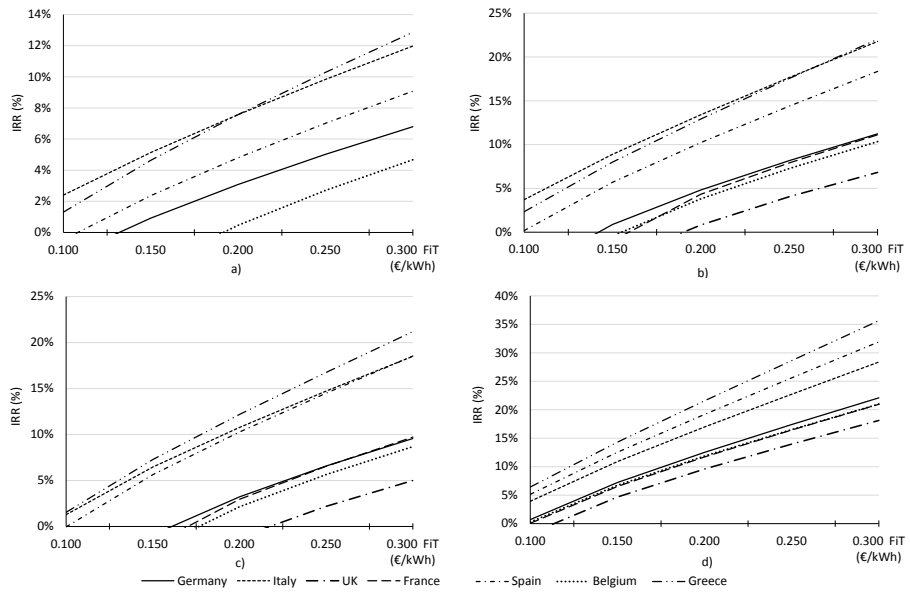 14%
12%
10%
8%
6%
4%
2%
0%
IRR (%)
0.100 0.150 0.200 0.250 0.300 FiT
(€/kWh)
a)
25%
20%
15%
10%
5%
0%
IRR (%)
0.100 0.150 0.200 0.250 0.300 FiT
(€/kWh)
b)
25%
20%
15%
10%
5%
0%
IRR (%)
0.100 0.150 0.200 0.250 0.300 FiT
(€/kWh)
c)
40%
35%
30%
25%
20%
15%
10%
5%
0%
IRR (%)
0.100 0.150 0.200 0.250 0.300 FiT
(€/kWh)
d)
Germany Italy UK France Spain Belgium Greece